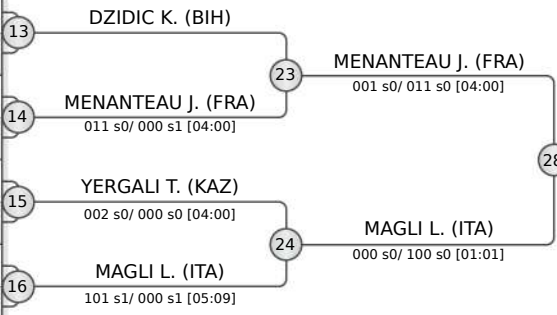 DZIDIC K. (BIH)
13
MENANTEAU J. (FRA)
23
001 s0/ 011 s0 [04:00]
MENANTEAU J. (FRA)
14
011 s0/ 000 s1 [04:00]
28
YERGALI T. (KAZ)
15
002 s0/ 000 s0 [04:00]
MAGLI L. (ITA)
24
000 s0/ 100 s0 [01:01]
MAGLI L. (ITA)
16
101 s1/ 000 s1 [05:09]